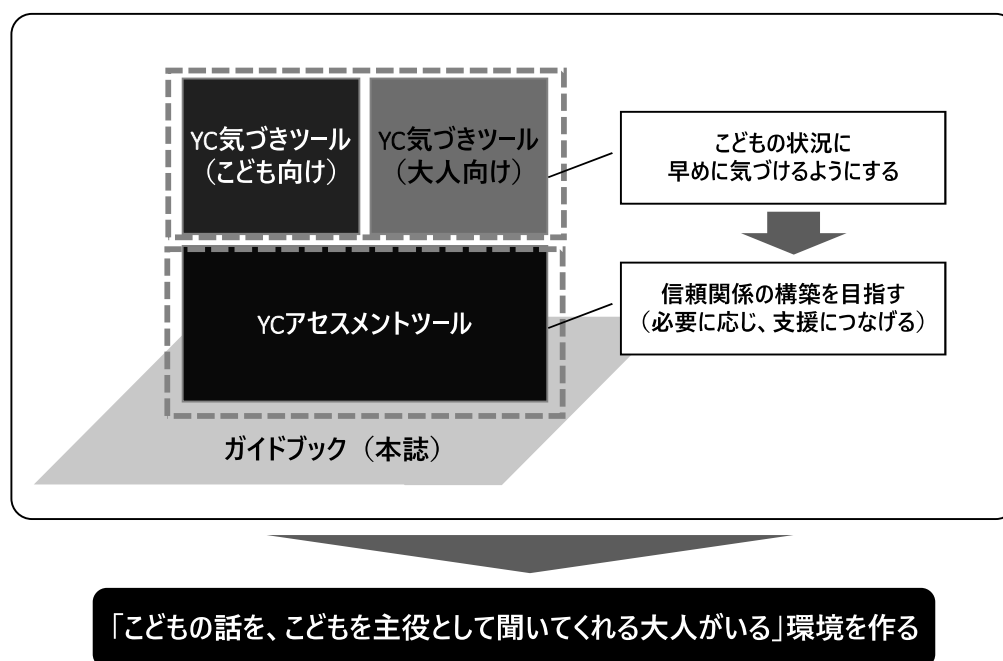 YC気づきツール
（こども向け）
YC気づきツール
（大人向け）
こどもの状況に
早めに気づけるようにする
YCアセスメントツール
信頼関係の構築を目指す
（必要に応じ、支援につなげる）
ガイドブック（本誌）
「こどもの話を、こどもを主役として聞いてくれる大人がいる」環境を作る